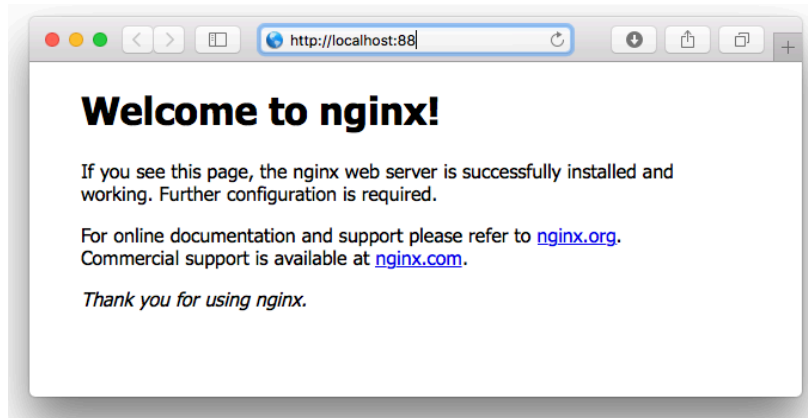 http://localhost:88
Welcome to nginx!
If you see this page, the nginx web server is successfully installed and
working. Further configuration is required.
For online documentation and support please refer to nginx.org.
Commercial support is available at nginx.com.
Thank you for using nginx.